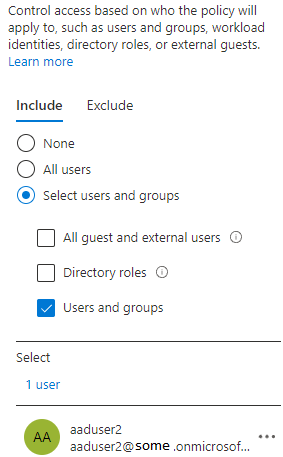 Control access based on who the policy will
apply to, such as users and groups, workload
identities, directory roles, or external guests.
Learn more
Include Exclude
None
All users
Select users and groups
All guest and external users
Directory roles
Users and groups
Select
1 user
AA
aaduser2
aaduser2@some .onmicrosof...